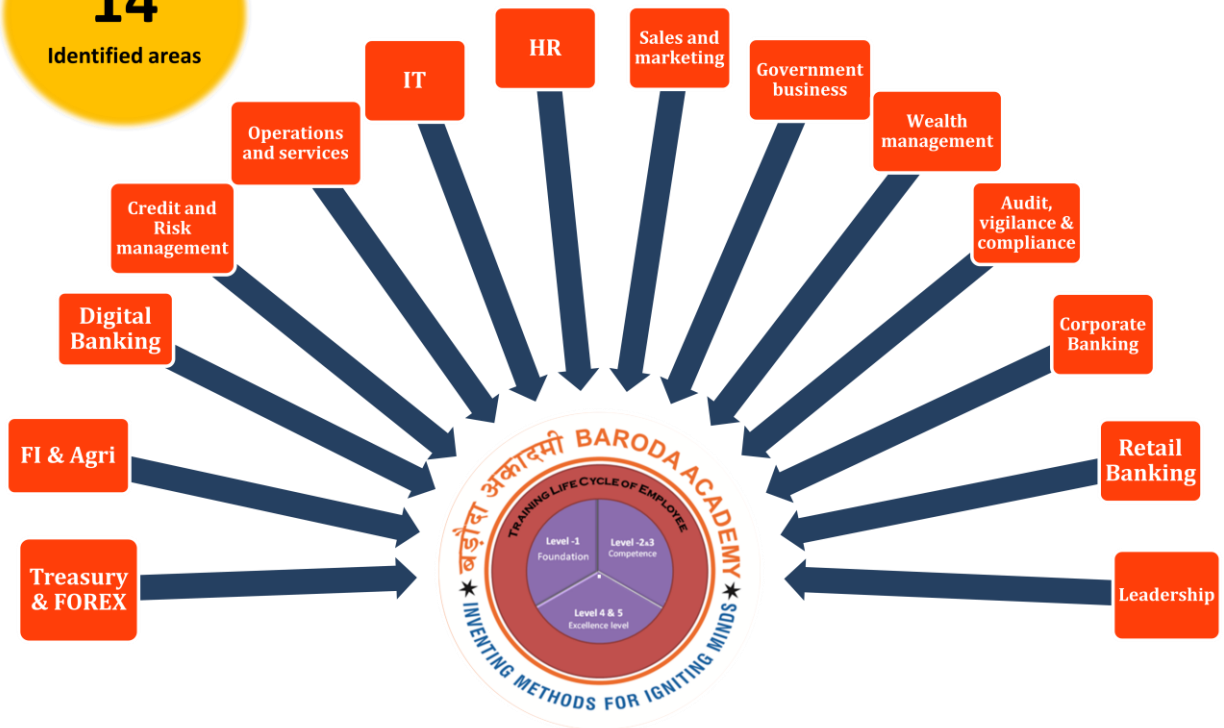 14
Identified areas
HR
Sales and
marketing
IT
Government
business
Operations
and services
Wealth
management
Credit and
Risk
management
Audit,
vigilance &
compliance
Digital
Banking
Corporate
Banking
FI & Agri
Retail
Banking
Treasury
& FOREX
Leadership
बड़ौदा अकादमी BARODA ACADEMY
TRAINING LIFE CYCLE OF EMPLOYEE
Level -1
Foundation
Level -2&3
Competence
Level 4 & 5
Excellence level
★ INVENTING METHODS FOR IGNITING MINDS ★